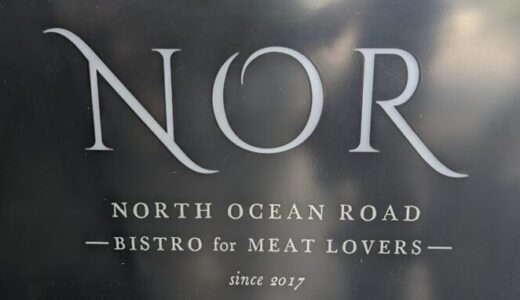 NOR
NORTH OCEAN ROAD
—BISTRO for MEAT LOVERS—
since 2017